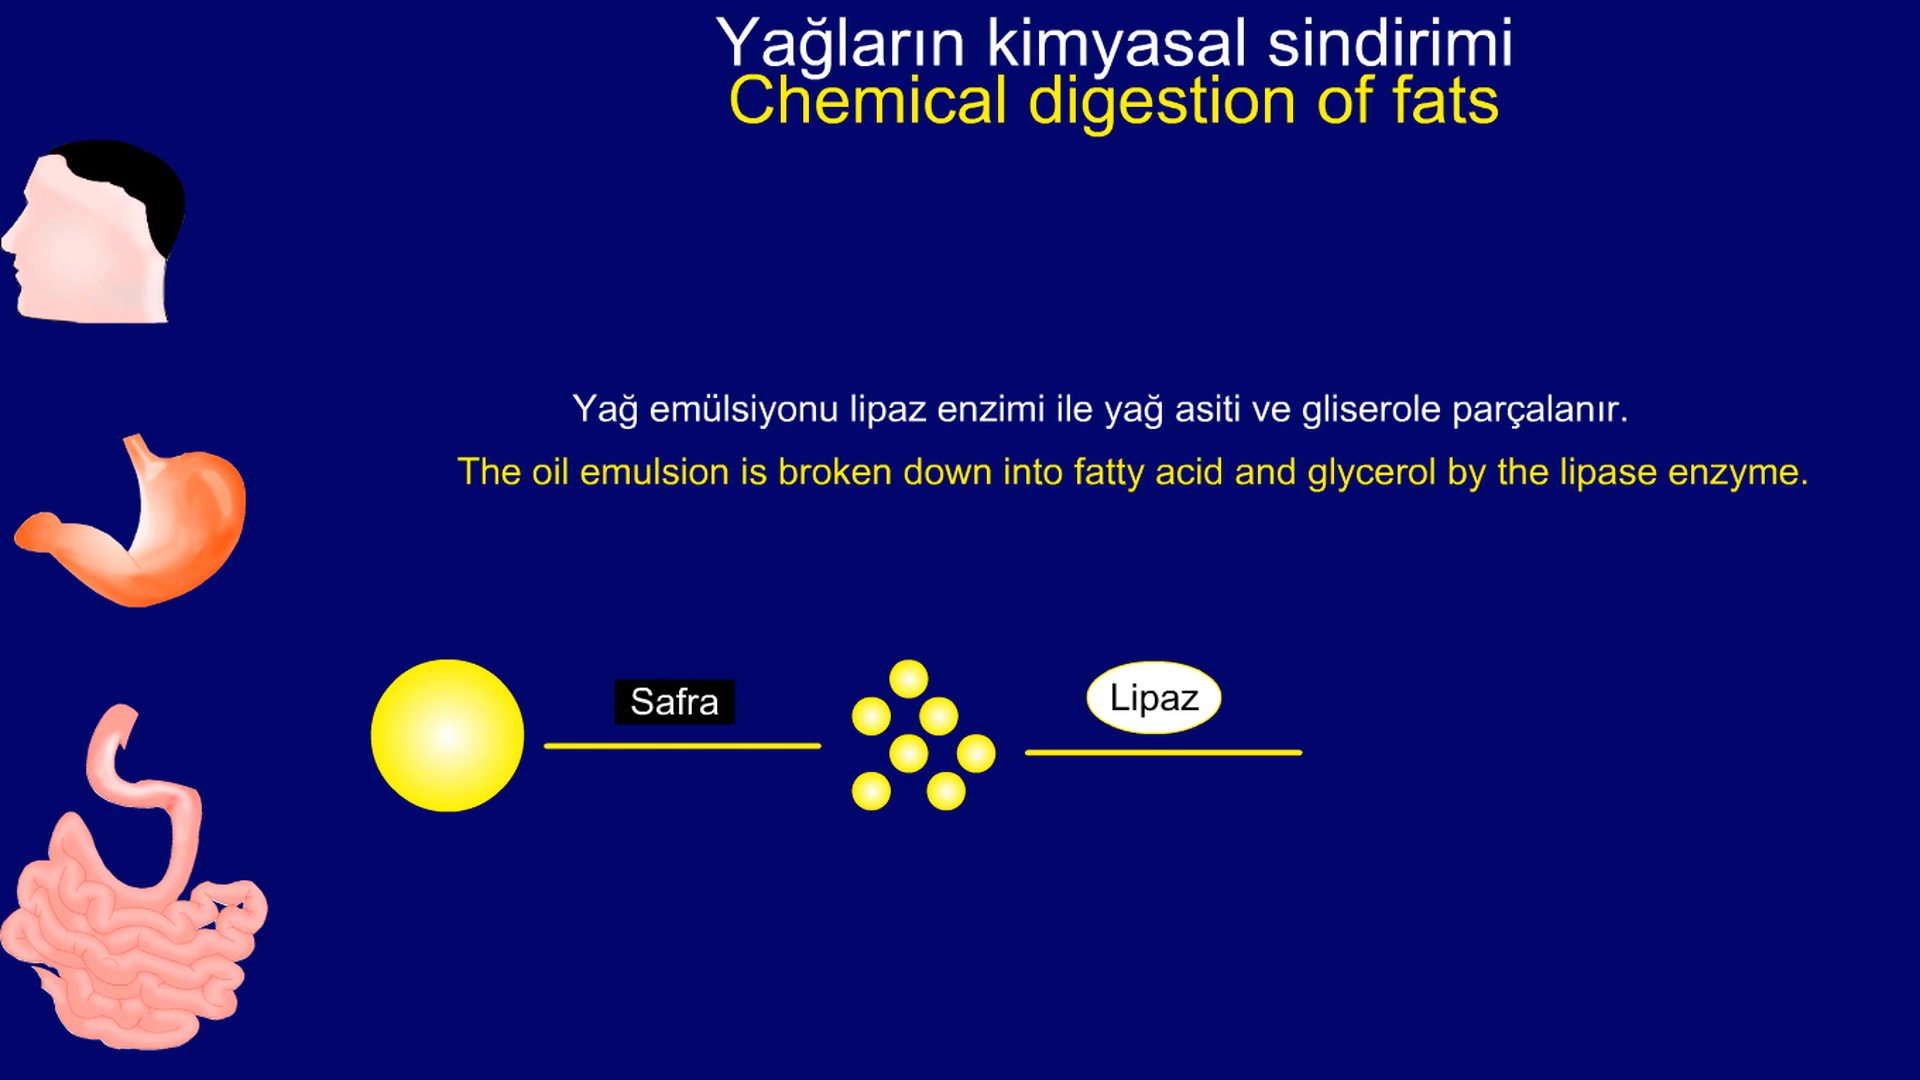 Yağların kimyasal sindirimi
Chemical digestion of fats
Yağ emülsiyonu lipaz enzimi ile yağ asiti ve gliserole parçalanır.
The oil emulsion is broken down into fatty acid and glycerol by the lipase enzyme.
Safra
Lipaz